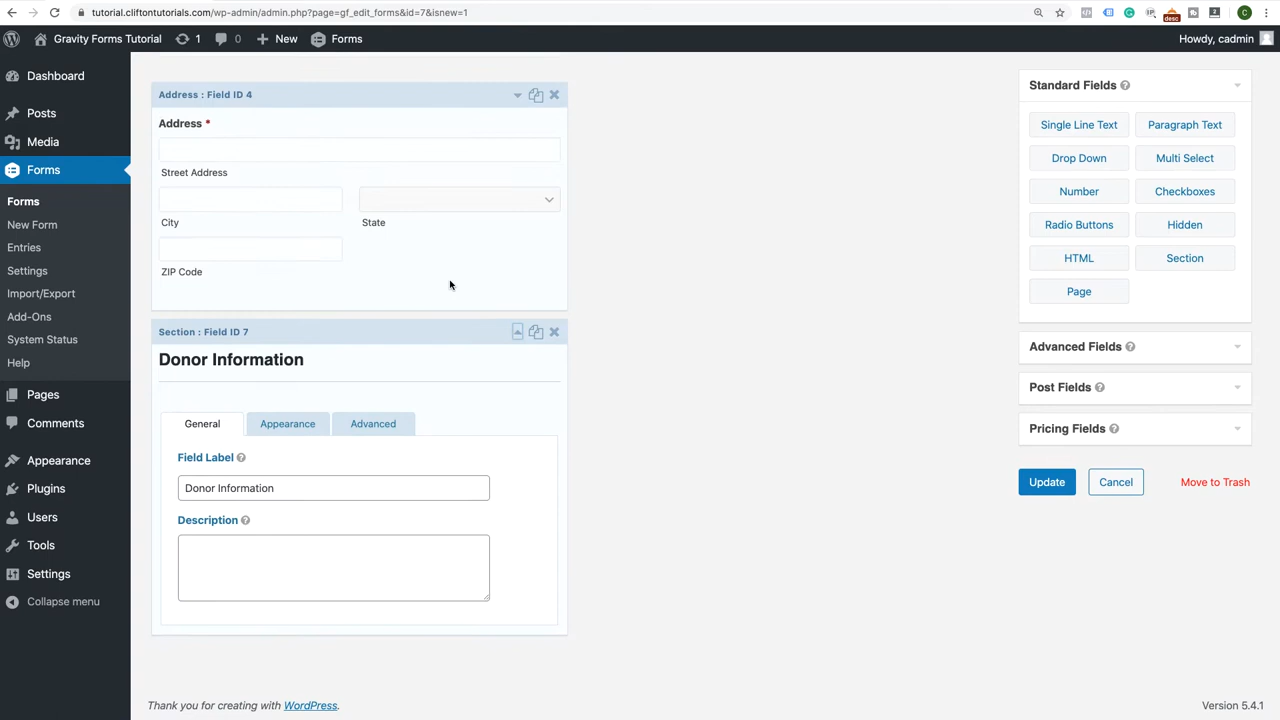 tutorial.cliftontutorials.com/wp-admin/admin.php?page=gf_edit_forms&id=7&isnew=1
desc
2
C
Gravity Forms Tutorial
1
0
New
Forms
Howdy, cadmin
Dashboard
Posts
Media
Forms
Forms
New Form
Entries
Settings
Import/Export
Add-Ons
System Status
Help
Pages
Comments
Appearance
Plugins
Users
Tools
Settings
Collapse menu
Address : Field ID 4
Address *
Street Address
City
State
ZIP Code
Section : Field ID 7
Donor Information
General
Appearance
Advanced
Field Label
Donor Information
Description
Standard Fields
Single Line Text
Paragraph Text
Drop Down
Multi Select
Number
Checkboxes
Radio Buttons
Hidden
HTML
Section
Page
Advanced Fields
Post Fields
Pricing Fields
Update
Cancel
Move to Trash
Thank you for creating with WordPress.
Version 5.4.1